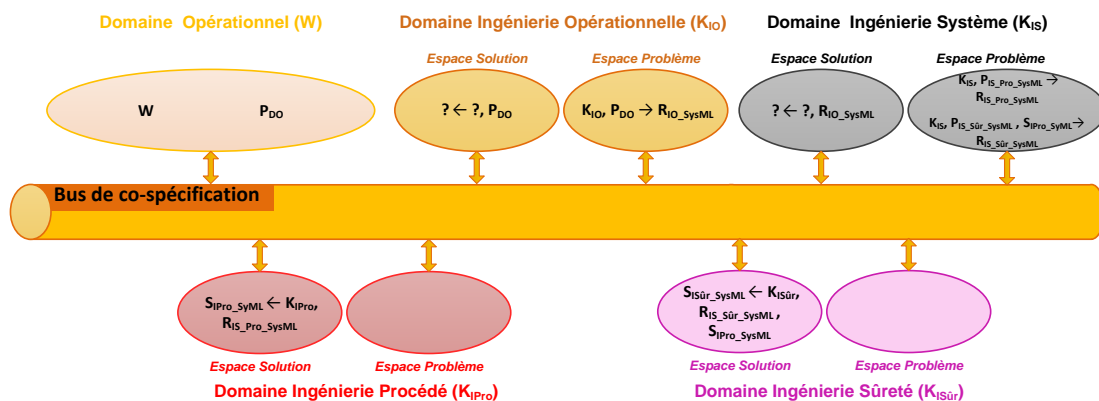 Domaine Opérationnel (W)
Domaine Ingénierie Opérationnelle (KIO)
Domaine Ingénierie Système (KIS)
Espace Solution
Espace Problème
Espace Solution
Espace Problème
W
PDO
? ← ?, PDO
KIO, PDO → RIO_SysML
? ← ?, RIO_SysML
KIS, PIS_Pro_SysML →
RIS_Pro_SysML
KIS, PIS_Sûr_SysML , SIPro_SyML→
RIS_Sûr_SysML
Bus de co-spécification
SIPro_SyML ← KIPro,
RIS_Pro_SysML
SISûr_SysML ← KISûr,
RIS_Sûr_SysML ,
SIPro_SysML
Espace Solution
Espace Problème
Espace Solution
Espace Problème
Domaine Ingénierie Procédé (KIPro)
Domaine Ingénierie Sûreté (KISûr)